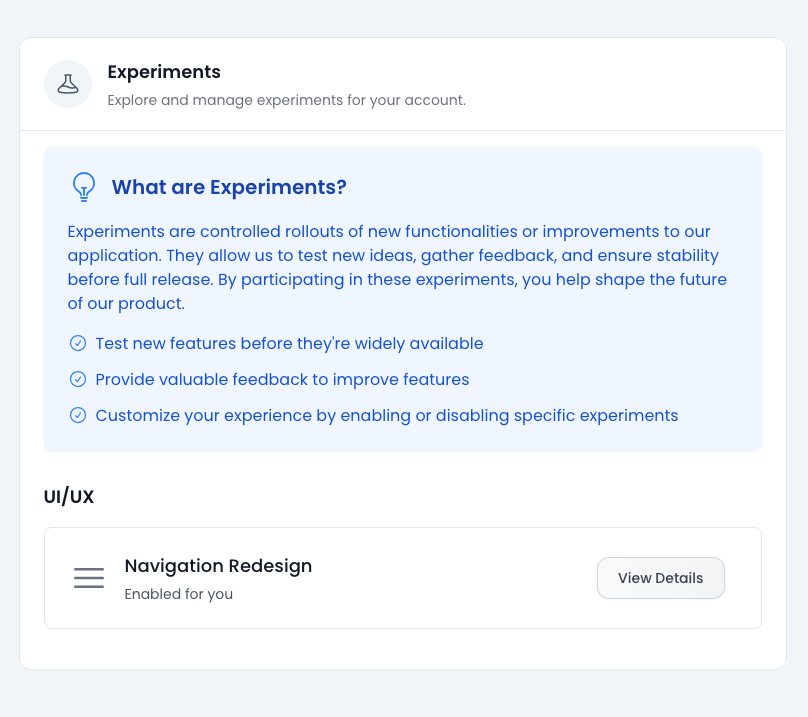 Experiments
Explore and manage experiments for your account.
What are Experiments?
Experiments are controlled rollouts of new functionalities or improvements to our
application. They allow us to test new ideas, gather feedback, and ensure stability
before full release. By participating in these experiments, you help shape the future
of our product.
Test new features before they're widely available
Provide valuable feedback to improve features
Customize your experience by enabling or disabling specific experiments
UI/UX
Navigation Redesign
Enabled for you
View Details